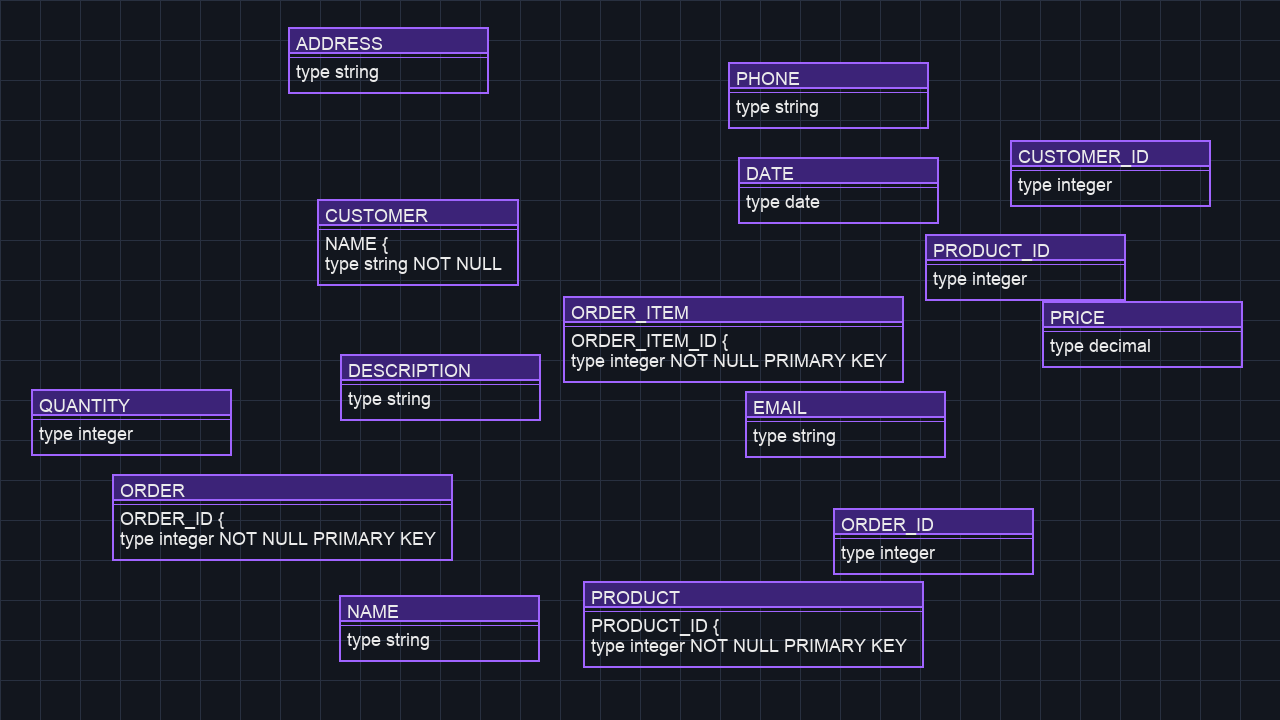 ADDRESS
type string
PHONE
type string
CUSTOMER_ID
type integer
DATE
type date
CUSTOMER
NAME {
type string NOT NULL
PRODUCT_ID
type integer
ORDER_ITEM
ORDER_ITEM_ID {
type integer NOT NULL PRIMARY KEY
PRICE
type decimal
DESCRIPTION
type string
QUANTITY
type integer
EMAIL
type string
ORDER
ORDER_ID {
type integer NOT NULL PRIMARY KEY
ORDER_ID
type integer
NAME
type string
PRODUCT
PRODUCT_ID {
type integer NOT NULL PRIMARY KEY